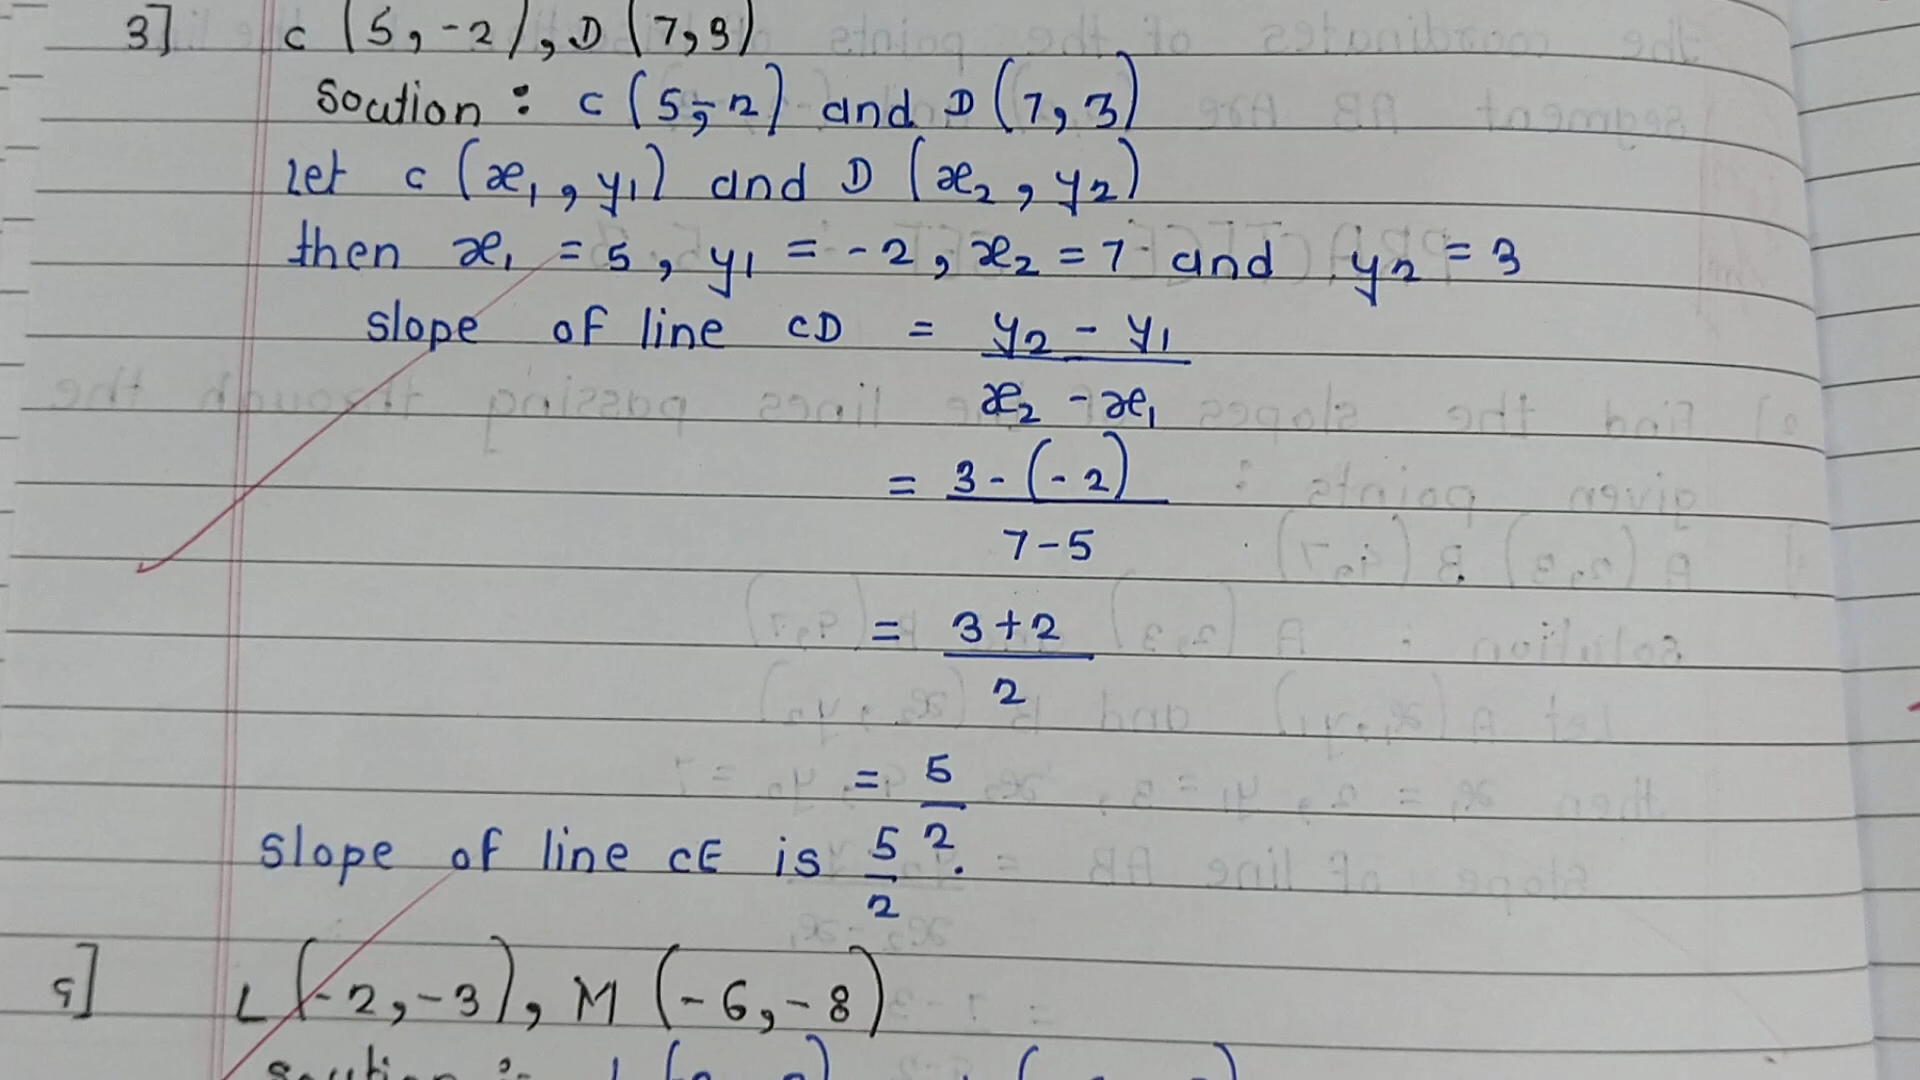 3] C (5, -2), D (7,3)
Soution : C (5,-2) and D (7, 3)
Let C (x₁, y₁) and D (x₂, y₂)
then x₁ = 5, y₁ = -2, x₂ = 7 and y₂ = 3
slope of line CD = y₂ - y₁
x₂ - x₁
= 3 - (-2)
7 - 5
= 3 + 2
2
= 5
2
slope of line CE is 5.
2
4] L (-2, -3), M (-6, -8)